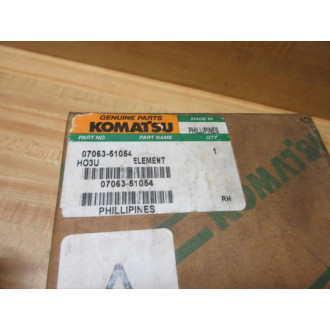 GENUINE PARTS
KOMATSU
MADE IN
PHILLIPINES
PART NO. PART NAME QTY
07063-51054 1
HO3U ELEMENT
07063-51054
RH
PHILLIPINES
KOMATSU